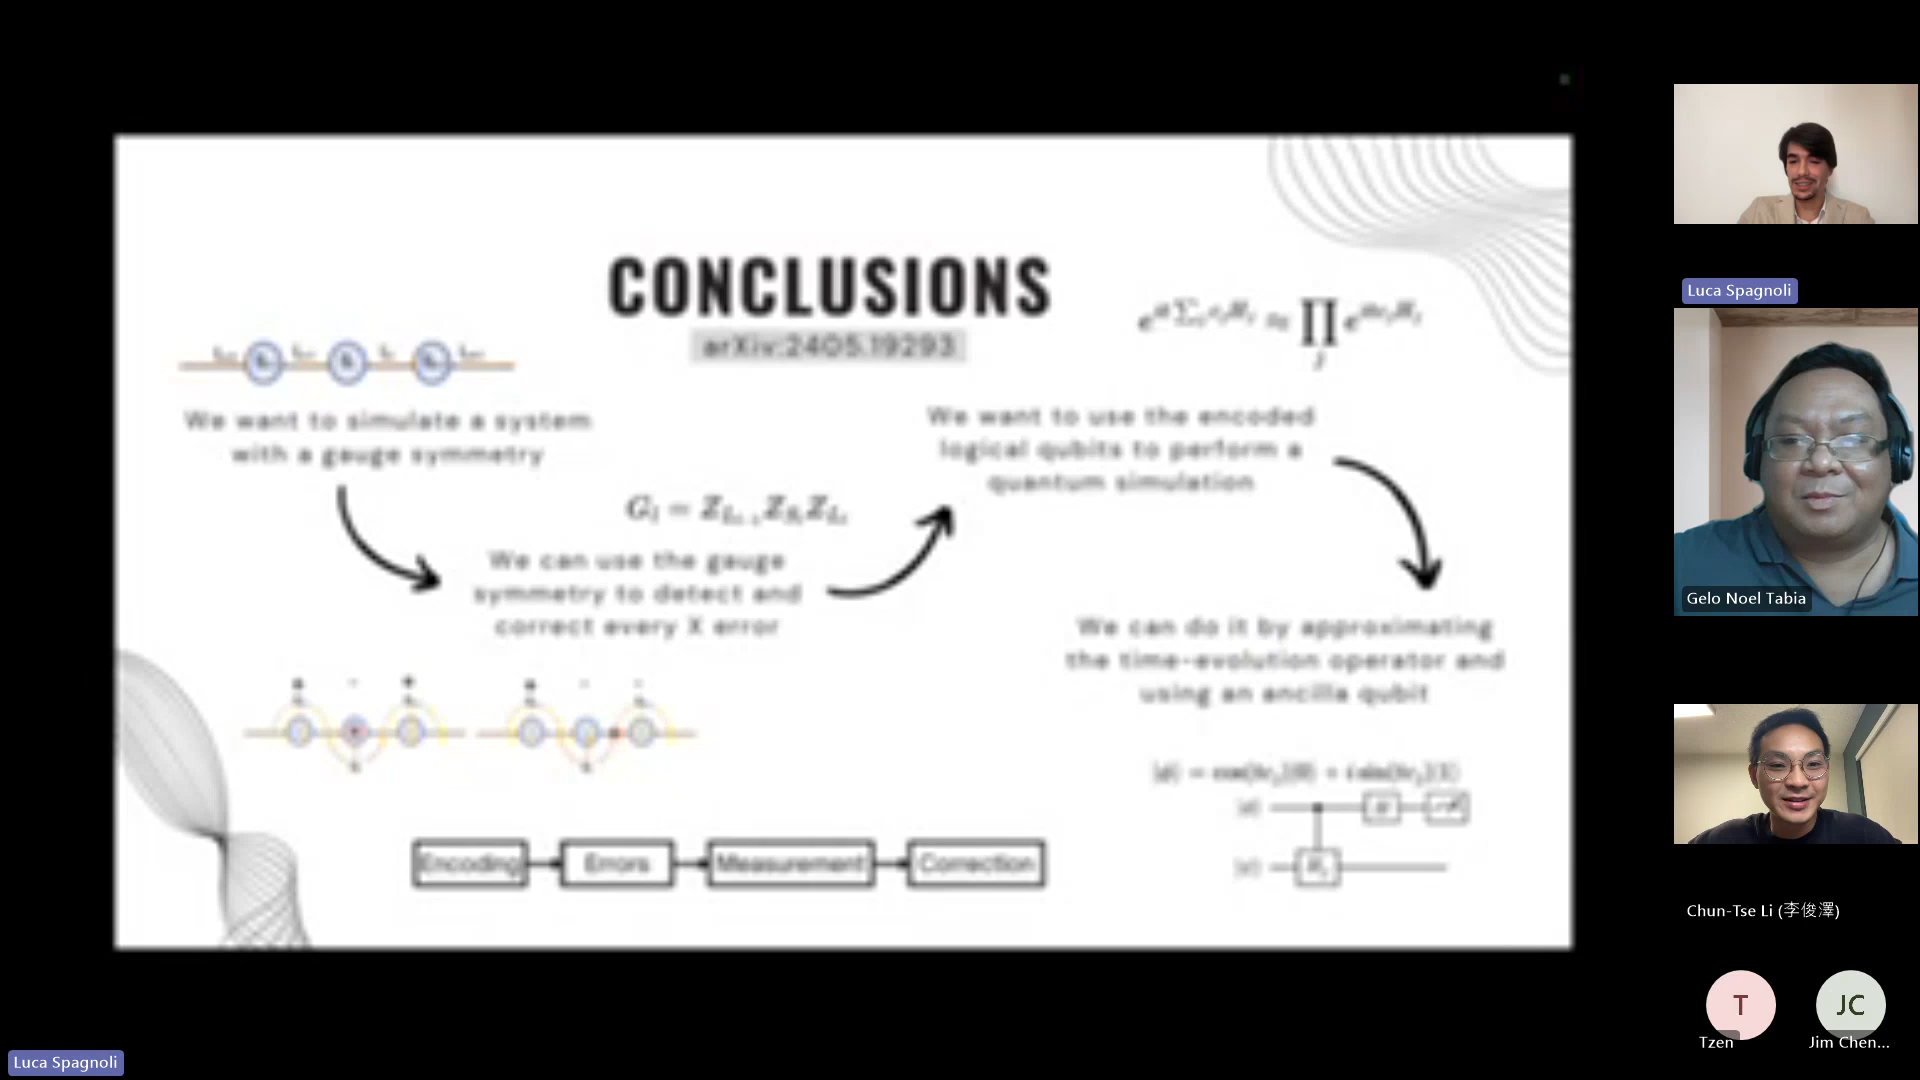 CONCLUSIONS
arXiv:2405.19293
We want to simulate a system
with a gauge symmetry
We can use the gauge
symmetry to detect and
correct every X error
We want to use the encoded
logical qubits to perform a
quantum simulation
We can do it by approximating
the time-evolution operator and
using an ancilla qubit
Encoding
Errors
Measurement
Correction
Luca Spagnoli
Gelo Noel Tabia
Chun-Tse Li (李俊澤)
T
JC
Tzen
Jim Chen...
Luca Spagnoli